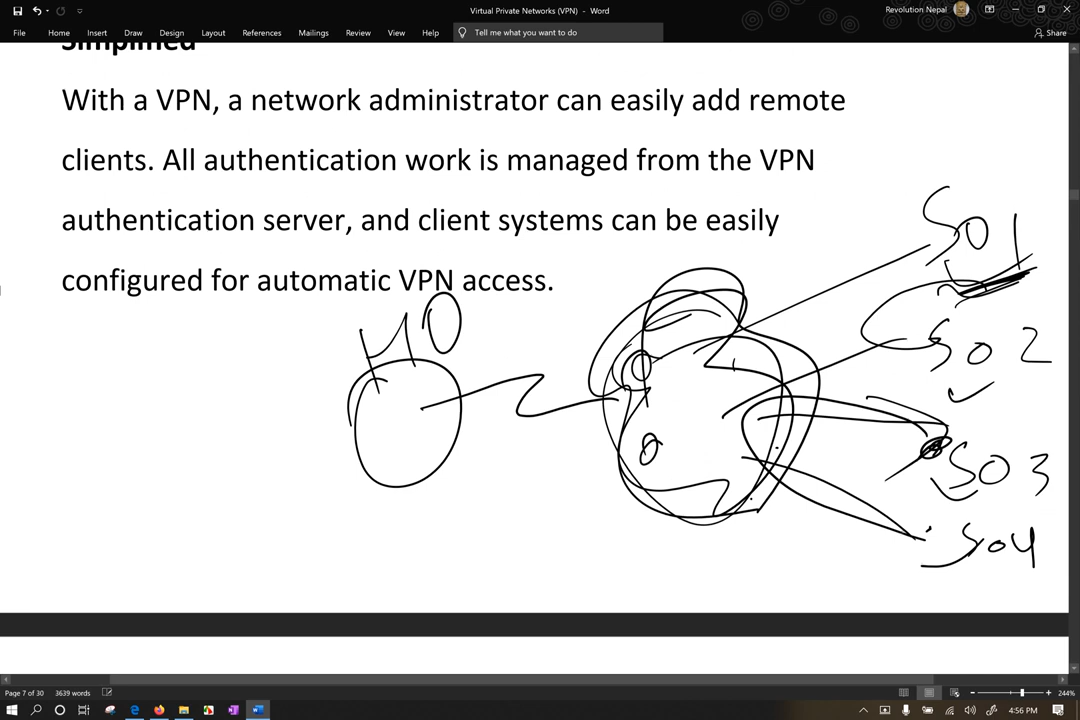 Virtual Private Networks (VPN) - Word
Revolution Nepal
File Home Insert Draw Design Layout References Mailings Review View Help Tell me what you want to do
Share
Simplified
With a VPN, a network administrator can easily add remote
clients. All authentication work is managed from the VPN
authentication server, and client systems can be easily
configured for automatic VPN access.
SO1
HO
SO2
SO3
SO4
Page 7 of 30 3639 words
244%
4:56 PM